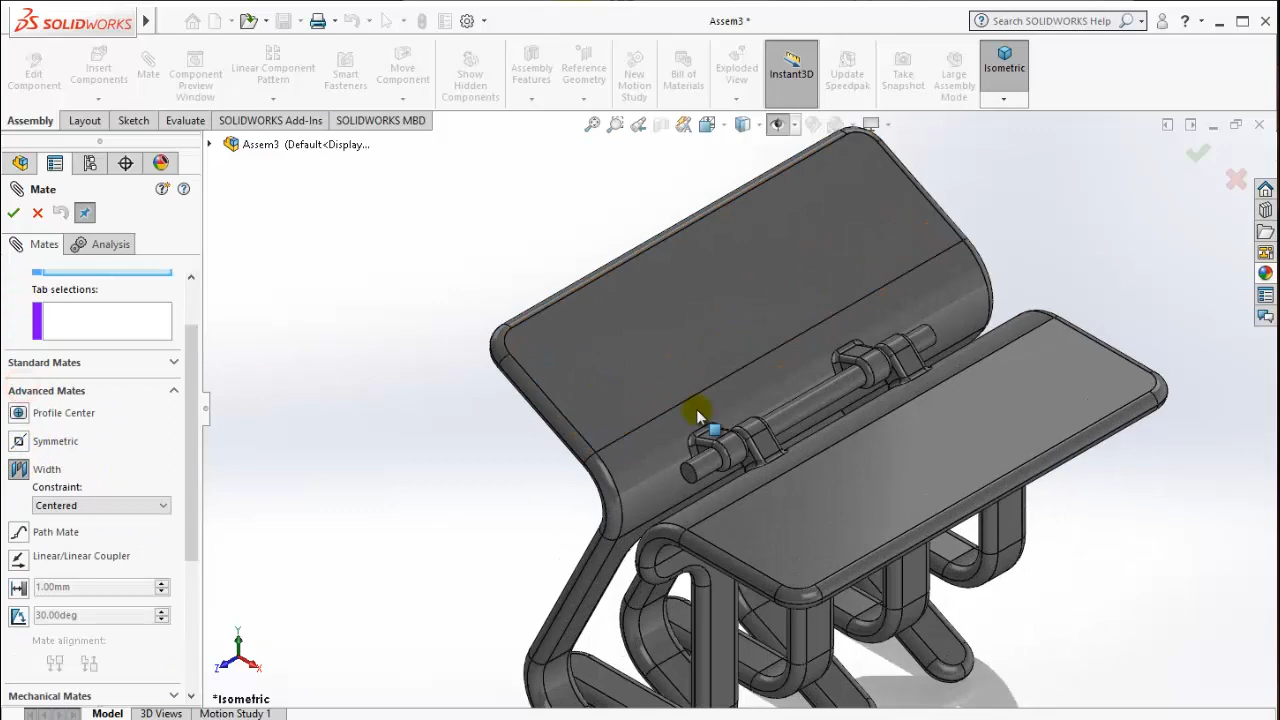 SOLIDWORKS
Assem3 *
Search SOLIDWORKS Help
?
Edit Component
Insert Components
Mate
Component Preview Window
Linear Component Pattern
Smart Fasteners
Move Component
Show Hidden Components
Assembly Features
Reference Geometry
New Motion Study
Bill of Materials
Exploded View
Instant3D
Update Speedpak
Take Snapshot
Large Assembly Mode
Isometric
Assembly
Layout
Sketch
Evaluate
SOLIDWORKS Add-Ins
SOLIDWORKS MBD
Assem3 (Default<Display...
Mate
Mates
Analysis
Tab selections:
Standard Mates
Advanced Mates
Profile Center
Symmetric
Width
Constraint:
Centered
Path Mate
Linear/Linear Coupler
1.00mm
30.00deg
Mate alignment:
Mechanical Mates
Y
Z
X
*Isometric
Model
3D Views
Motion Study 1